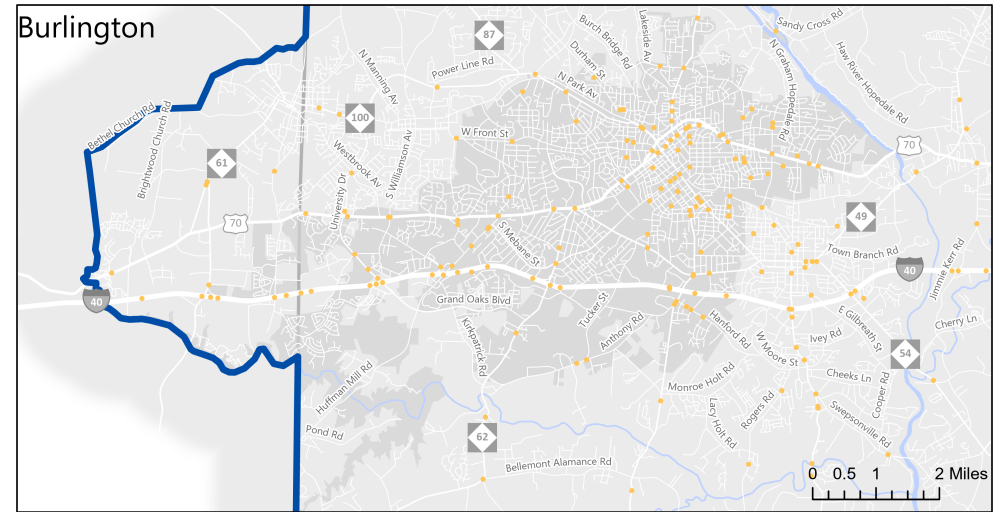 Burlington
Sandy Cross Rd
Lakeside Av
Burch Bridge Rd
87
Durham St
N Graham Hopedale Rd
Haw River Hopedale Rd
N Manning Av
Power Line Rd
N Park Av
Bethel Church Rd
Brightwood Church Rd
100
W Front St
70
61
Westbrook Av
S Williamson Av
University Dr
70
49
S Mebane St
Town Branch Rd
40
Jimmie Kerr Rd
40
Grand Oaks Blvd
Tucker St
Anthony Rd
Hanford Rd
W Moore St
Ivey Rd
E Gilbreath St
Cherry Ln
Kirkpatrick Rd
54
Huffman Mill Rd
Monroe Holt Rd
Cheeks Ln
Cooper Rd
Lacy Holt Rd
Rogers Rd
Swepsonville Rd
Pond Rd
62
Bellemont Alamance Rd
0 0.5 1 2 Miles